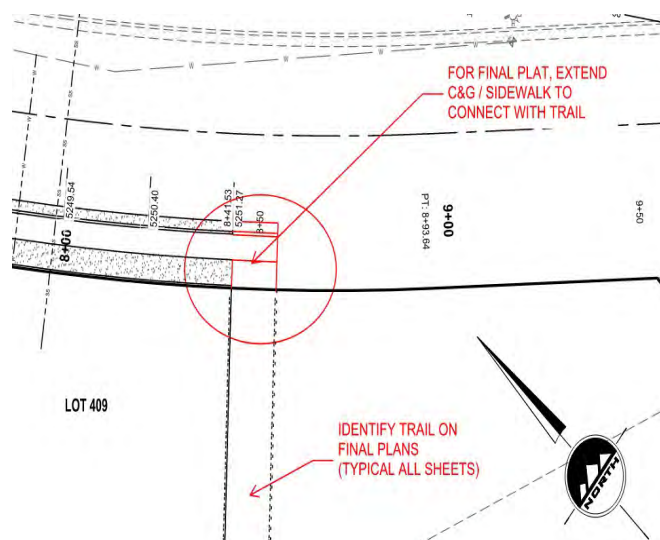 FOR FINAL PLAT, EXTEND
C&G / SIDEWALK TO
CONNECT WITH TRAIL
5249.54
5250.40
8+41.53
5251.27
8+50
8+00
PT: 8+93.64
9+00
9+50
LOT 409
IDENTIFY TRAIL ON
FINAL PLANS
(TYPICAL ALL SHEETS)
NORTH